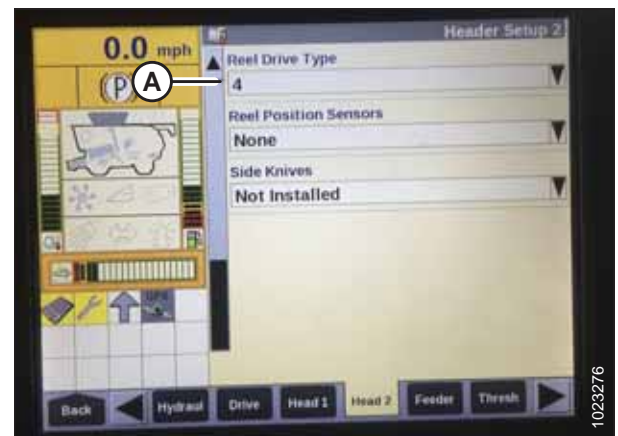 0.0 mph
Header Setup 2
(P)
A
Reel Drive Type
4
Reel Position Sensors
None
Side Knives
Not Installed
GPS
Back
Hydraul
Drive
Head 1
Head 2
Feeder
Thresh
1023276